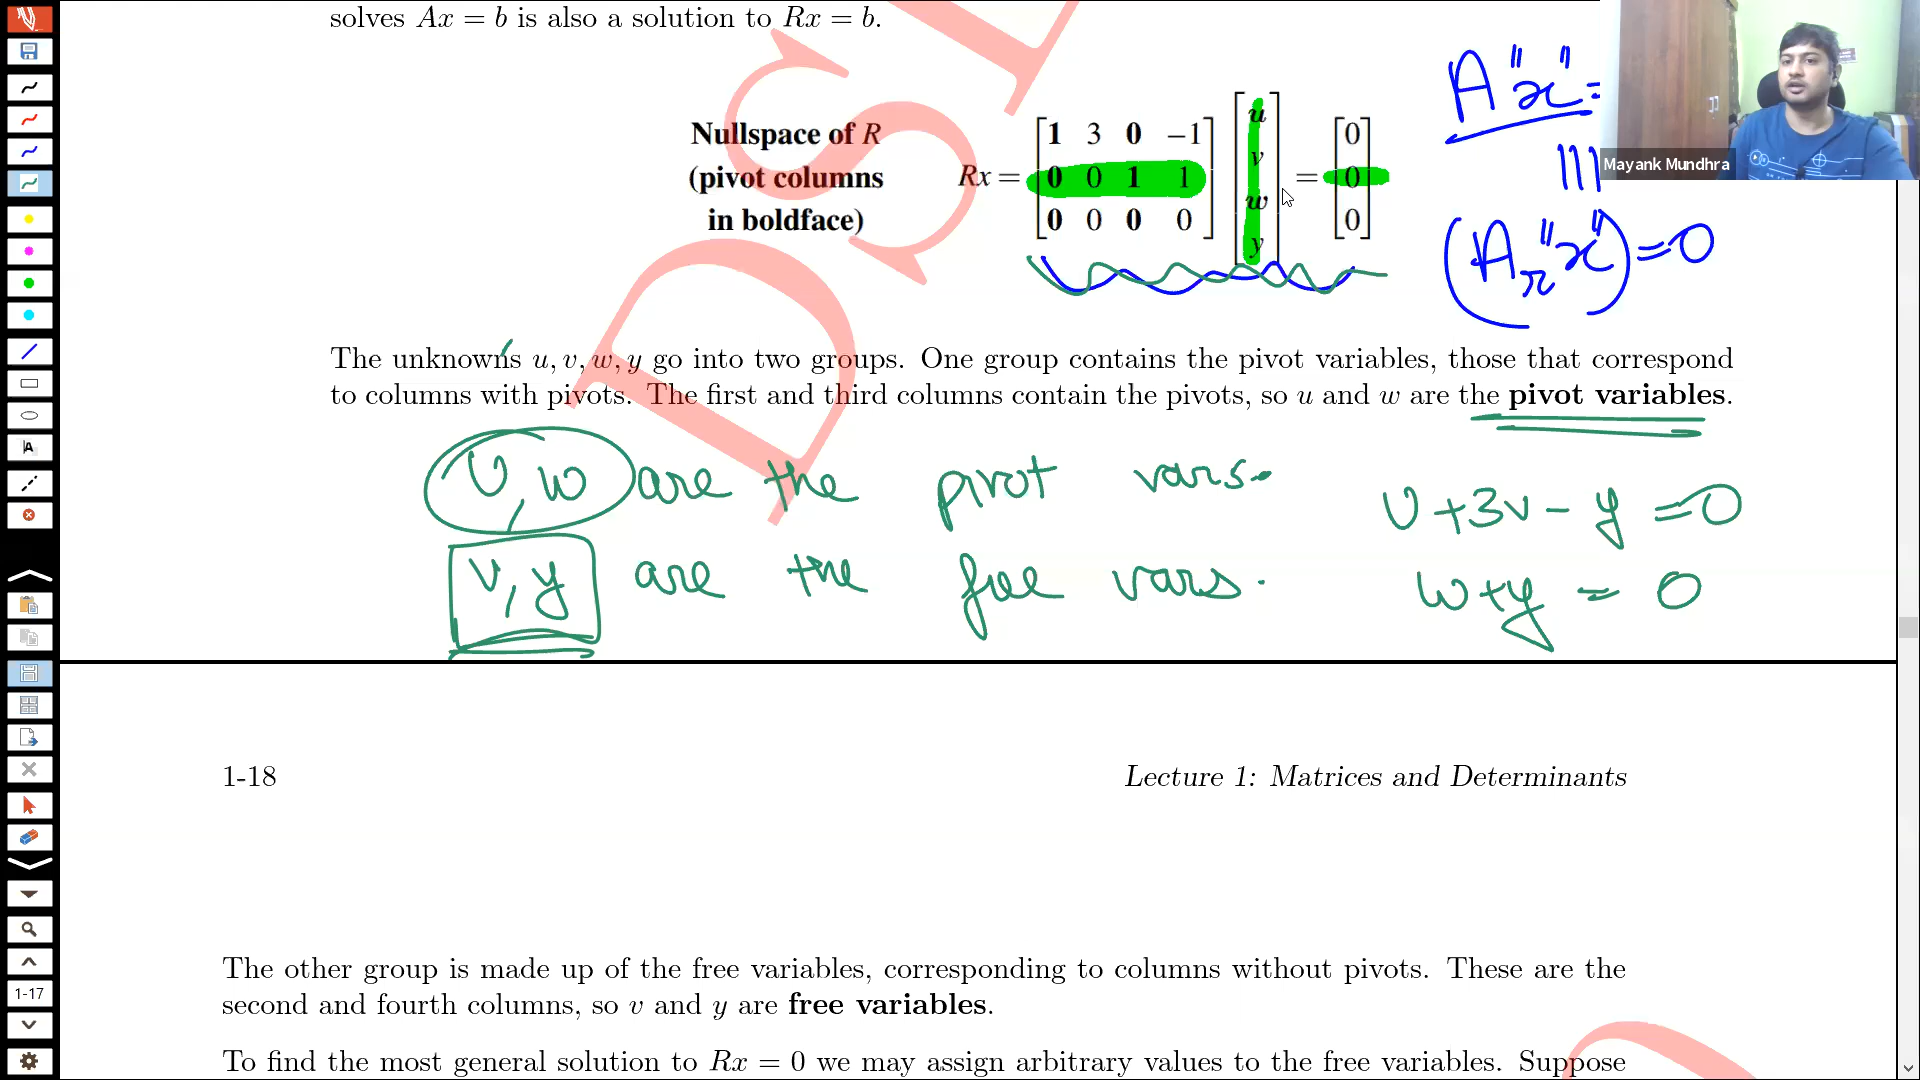 solves Ax = b is also a solution to Rx = b.
Nullspace of R
(pivot columns
in boldface)
Rx = [1 3 0 −1] [u] = [0]
[0 0 1 1] [v] [0]
[0 0 0 0] [w] [0]
[y]
A "x" =
Mayank Mundhra
(A_r "x") = 0
The unknowns u, v, w, y go into two groups. One group contains the pivot variables, those that correspond
to columns with pivots. The first and third columns contain the pivots, so u and w are the pivot variables.
U, w are the pivot vars.
U + 3v − y = 0
v, y are the free vars.
w + y = 0
1-18
Lecture 1: Matrices and Determinants
The other group is made up of the free variables, corresponding to columns without pivots. These are the
second and fourth columns, so v and y are free variables.
To find the most general solution to Rx = 0 we may assign arbitrary values to the free variables. Suppose
1-17